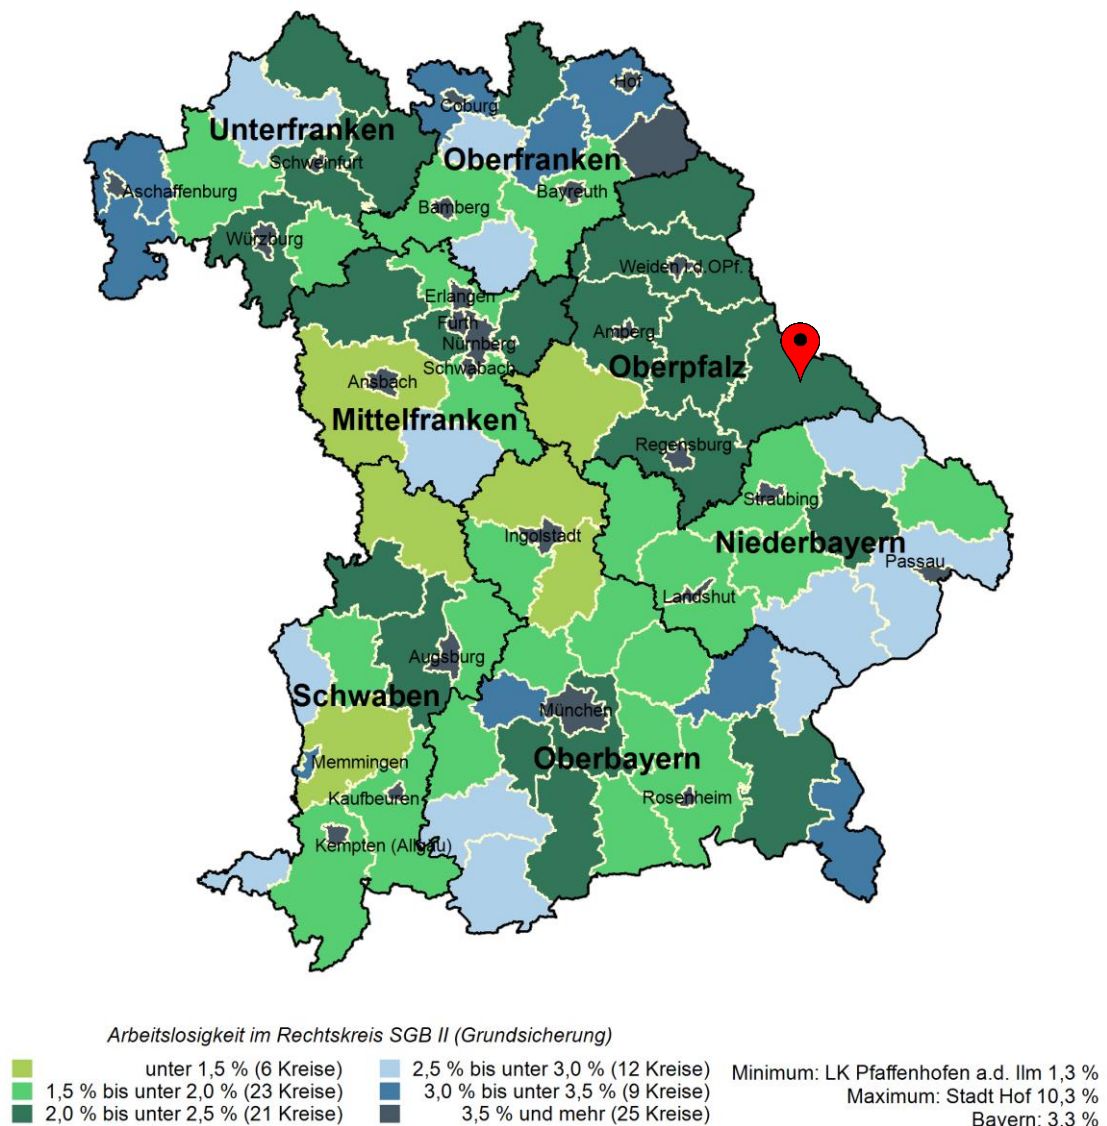 Hof
Coburg
Unterfranken
Oberfranken
Schweinfurt
Aschaffenburg
Bayreuth
Bamberg
Würzburg
Weiden i.d.OPf.
Erlangen
Fürth
Amberg
Nürnberg
Schwabach
Oberpfalz
Ansbach
Mittelfranken
Regensburg
Straubing
Ingolstadt
Niederbayern
Passau
Landshut
Augsburg
Schwaben
München
Oberbayern
Memmingen
Kaufbeuren
Rosenheim
Kempten (Allgäu)
Arbeitslosigkeit im Rechtskreis SGB II (Grundsicherung)
unter 1,5 % (6 Kreise)
1,5 % bis unter 2,0 % (23 Kreise)
2,0 % bis unter 2,5 % (21 Kreise)
2,5 % bis unter 3,0 % (12 Kreise)
3,0 % bis unter 3,5 % (9 Kreise)
3,5 % und mehr (25 Kreise)
Minimum: LK Pfaffenhofen a.d. Ilm 1,3 %
Maximum: Stadt Hof 10,3 %
Bayern: 3,3 %